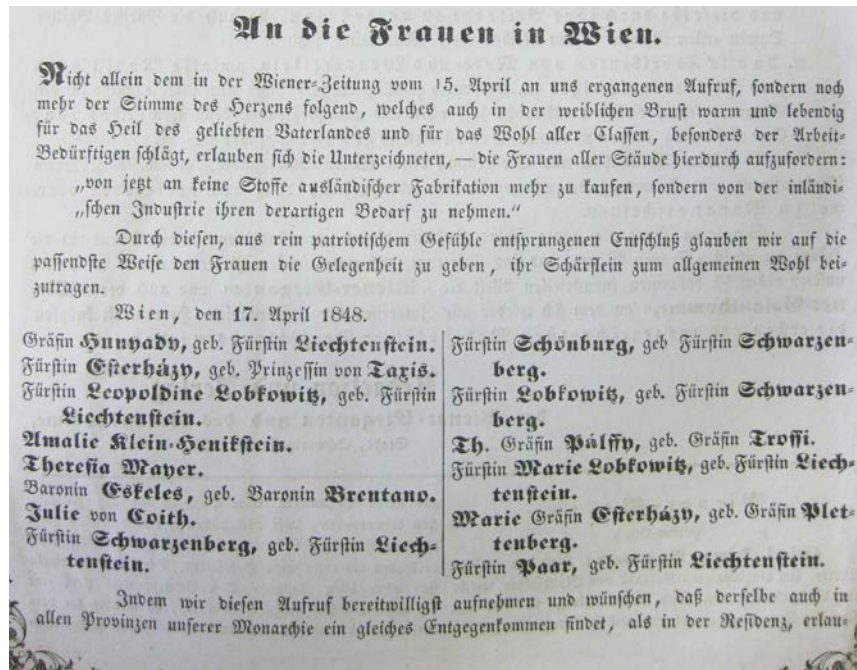 An die Frauen in Wien.
Nicht allein dem in der Wiener-Zeitung vom 15. April an uns ergangenen Aufruf, sondern noch
mehr der Stimme des Herzens folgend, welches auch in der weiblichen Brust warm und lebendig
für das Heil des geliebten Vaterlandes und für das Wohl aller Classen, besonders der Arbeit-
Bedürftigen schlägt, erlauben sich die Unterzeichneten, — die Frauen aller Stände hierdurch aufzufordern:
„von jetzt an keine Stoffe ausländischer Fabrikation mehr zu kaufen, sondern von der inländi-
„schen Industrie ihren derartigen Bedarf zu nehmen.“
Durch diesen, aus rein patriotischem Gefühle entsprungenen Entschluß glauben wir auf die
passendste Weise den Frauen die Gelegenheit zu geben, ihr Schärflein zum allgemeinen Wohl bei-
zutragen.
Wien, den 17. April 1848.
Gräfin Hunyady, geb. Fürstin Liechtenstein.
Fürstin Esterházy, geb. Prinzessin von Taxis.
Fürstin Leopoldine Lobkowitz, geb. Fürstin
Liechtenstein.
Amalie Klein-Henikstein.
Theresia Mayer.
Baronin Eskeles, geb. Baronin Brentano.
Julie von Coith.
Fürstin Schwarzenberg, geb. Fürstin Liech-
tenstein.
Fürstin Schönburg, geb Fürstin Schwarzen-
berg.
Fürstin Lobkowitz, geb. Fürstin Schwarzen-
berg.
Th. Gräfin Pálffy, geb. Gräfin Troffi.
Fürstin Marie Lobkowitz, geb. Fürstin Liech-
tenstein.
Marie Gräfin Esterházy, geb. Gräfin Plet-
tenberg.
Fürstin Paar, geb. Fürstin Liechtenstein.
Indem wir diesen Aufruf bereitwilligst aufnehmen und wünschen, daß derselbe auch in
allen Provinzen unserer Monarchie ein gleiches Entgegenkommen findet, als in der Residenz, erlau-